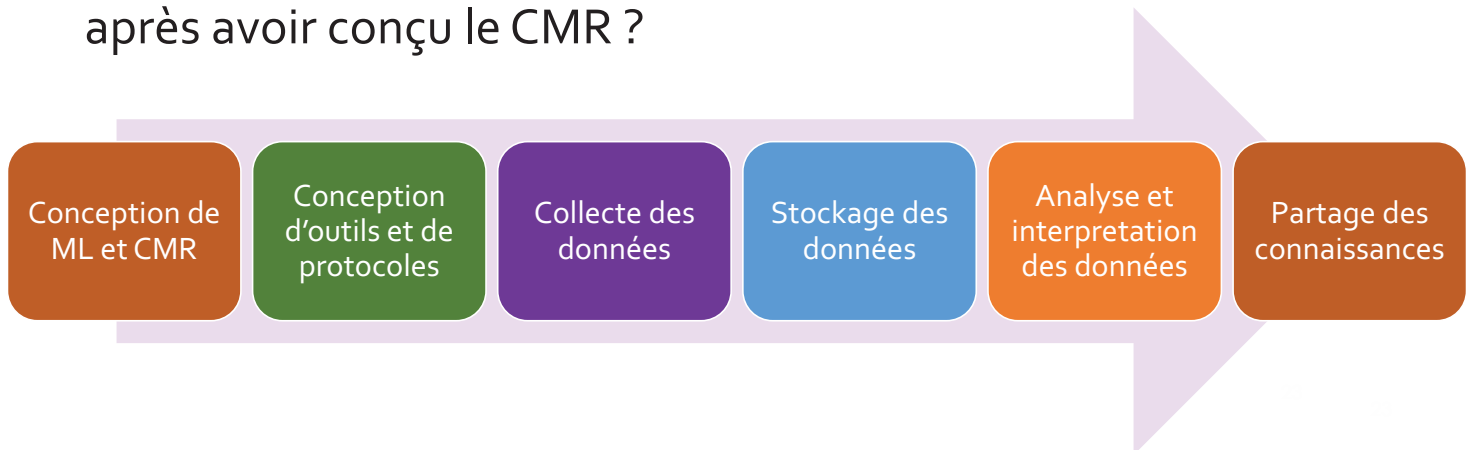 après avoir conçu le CMR ?
Conception de
ML et CMR
Conception
d'outils et de
protocoles
Collecte des
données
Stockage des
données
Analyse et
interpretation
des données
Partage des
connaissances